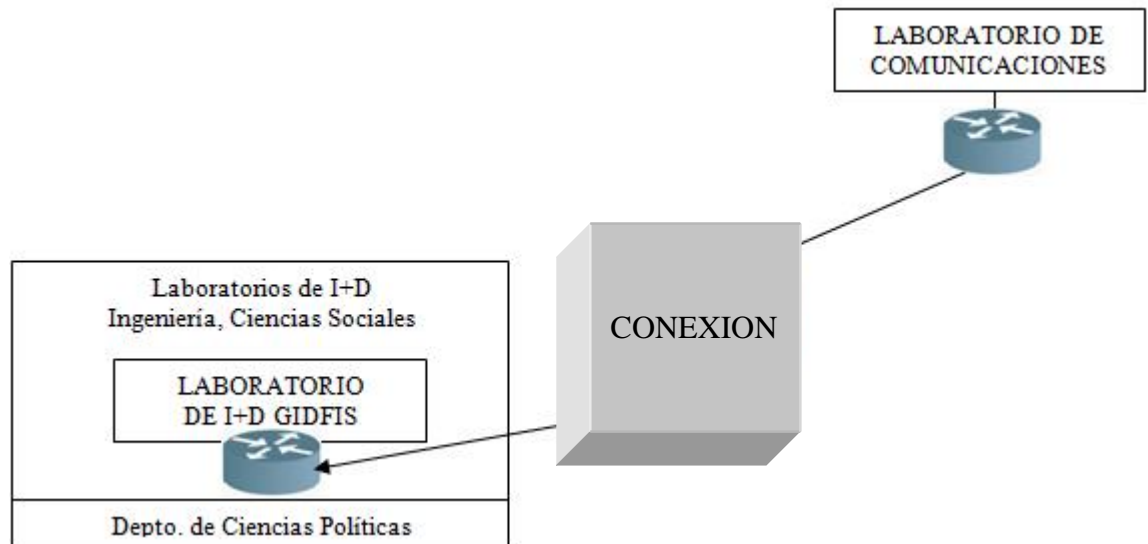 LABORATORIO DE
COMUNICACIONES
Laboratorios de I+D
Ingeniería, Ciencias Sociales
CONEXION
LABORATORIO
DE I+D GIDFIS
Depto. de Ciencias Políticas